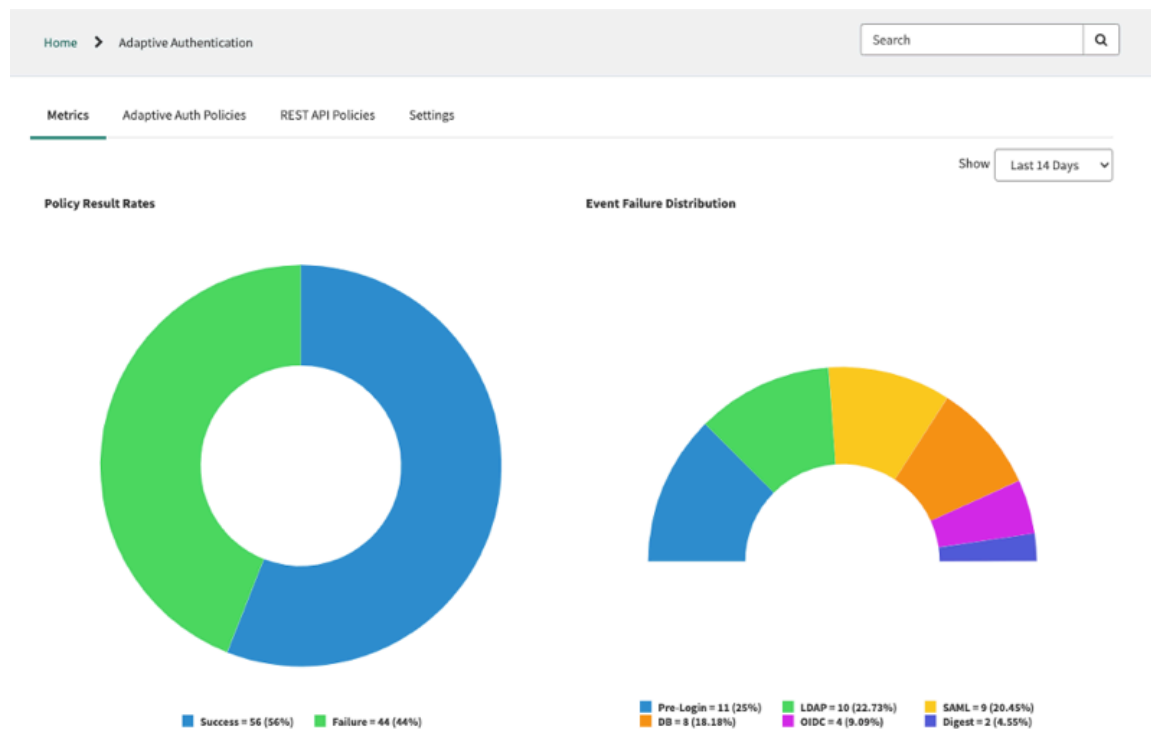 Home > Adaptive Authentication
Search
Metrics Adaptive Auth Policies REST API Policies Settings
Show Last 14 Days
Policy Result Rates
Event Failure Distribution
Success = 56 (56%) Failure = 44 (44%)
Pre-Login = 11 (25%) LDAP = 10 (22.73%) SAML = 9 (20.45%)
DB = 8 (18.18%) OIDC = 4 (9.09%) Digest = 2 (4.55%)